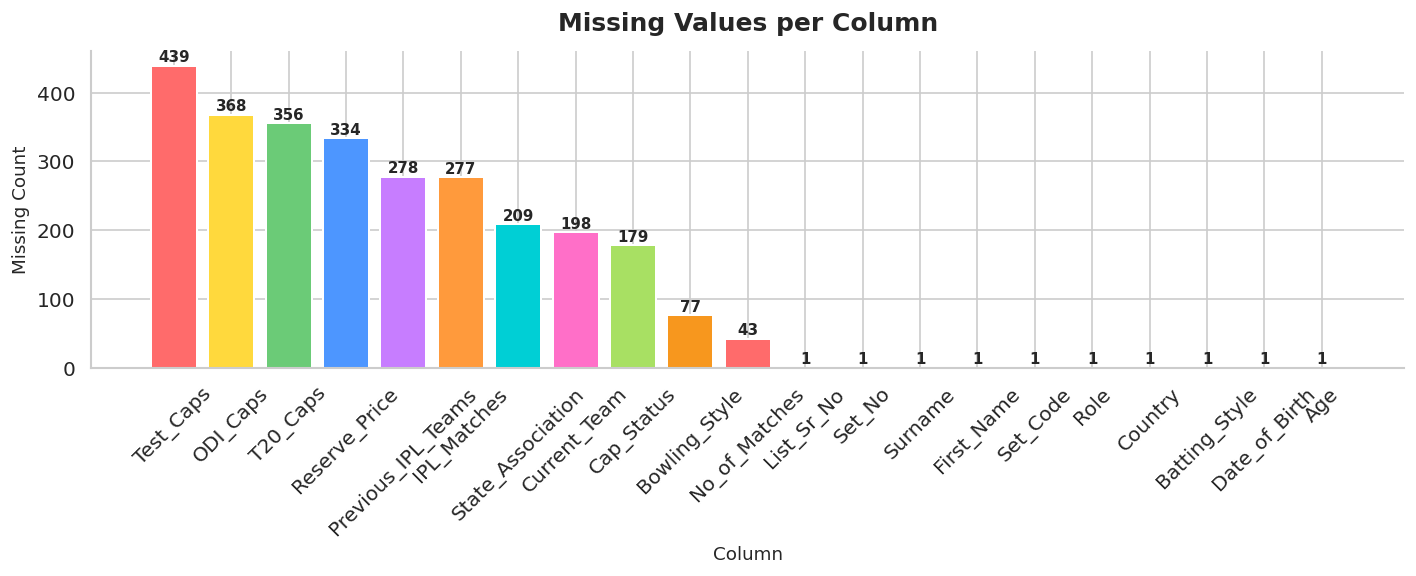 Missing Values per Column
Missing Count
400
300
200
100
0
439
368
356
334
278
277
209
198
179
77
43
1
1
1
1
1
1
1
1
1
1
Test_Caps
ODI_Caps
T20_Caps
Reserve_Price
Previous_IPL_Teams
IPL_Matches
State_Association
Current_Team
Cap_Status
Bowling_Style
No_of_Matches
List_Sr_No
Set_No
Surname
First_Name
Set_Code
Role
Country
Batting_Style
Date_of_Birth
Age
Column